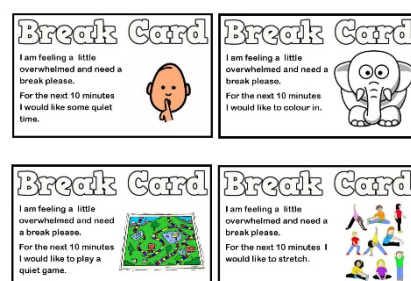 Break Card
I am feeling a little
overwhelmed and need a
break please.
For the next 10 minutes
I would like some quiet
time.
Break Card
I am feeling a little
overwhelmed and need a
break please.
For the next 10 minutes
I would like to colour in.
Break Card
I am feeling a little
overwhelmed and need
a break please.
For the next 10 minutes
I would like to play a
quiet game.
Break Card
I am feeling a little
overwhelmed and need a
break please.
For the next 10 minutes I
would like to stretch.